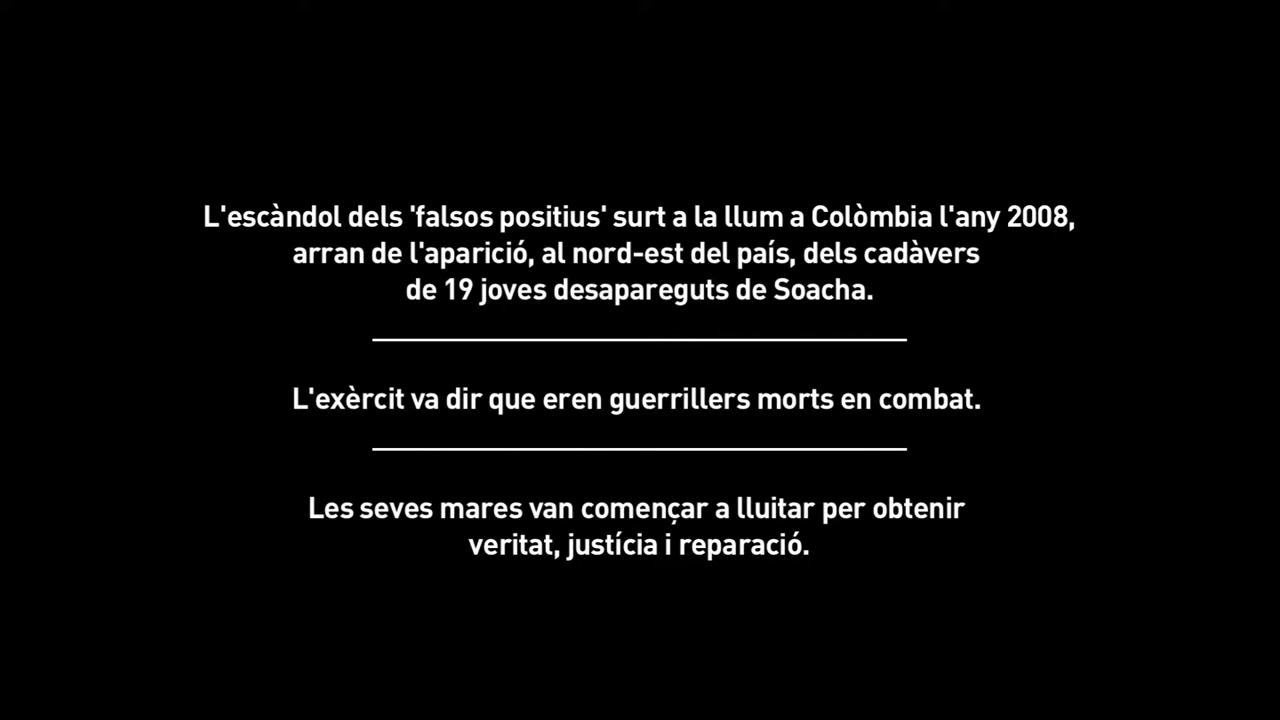 L'escàndol dels 'falsos positius' surt a la llum a Colòmbia l'any 2008,
arran de l'aparició, al nord-est del país, dels cadàvers
de 19 joves desapareguts de Soacha.
L'exèrcit va dir que eren guerrillers morts en combat.
Les seves mares van començar a lluitar per obtenir
veritat, justícia i reparació.